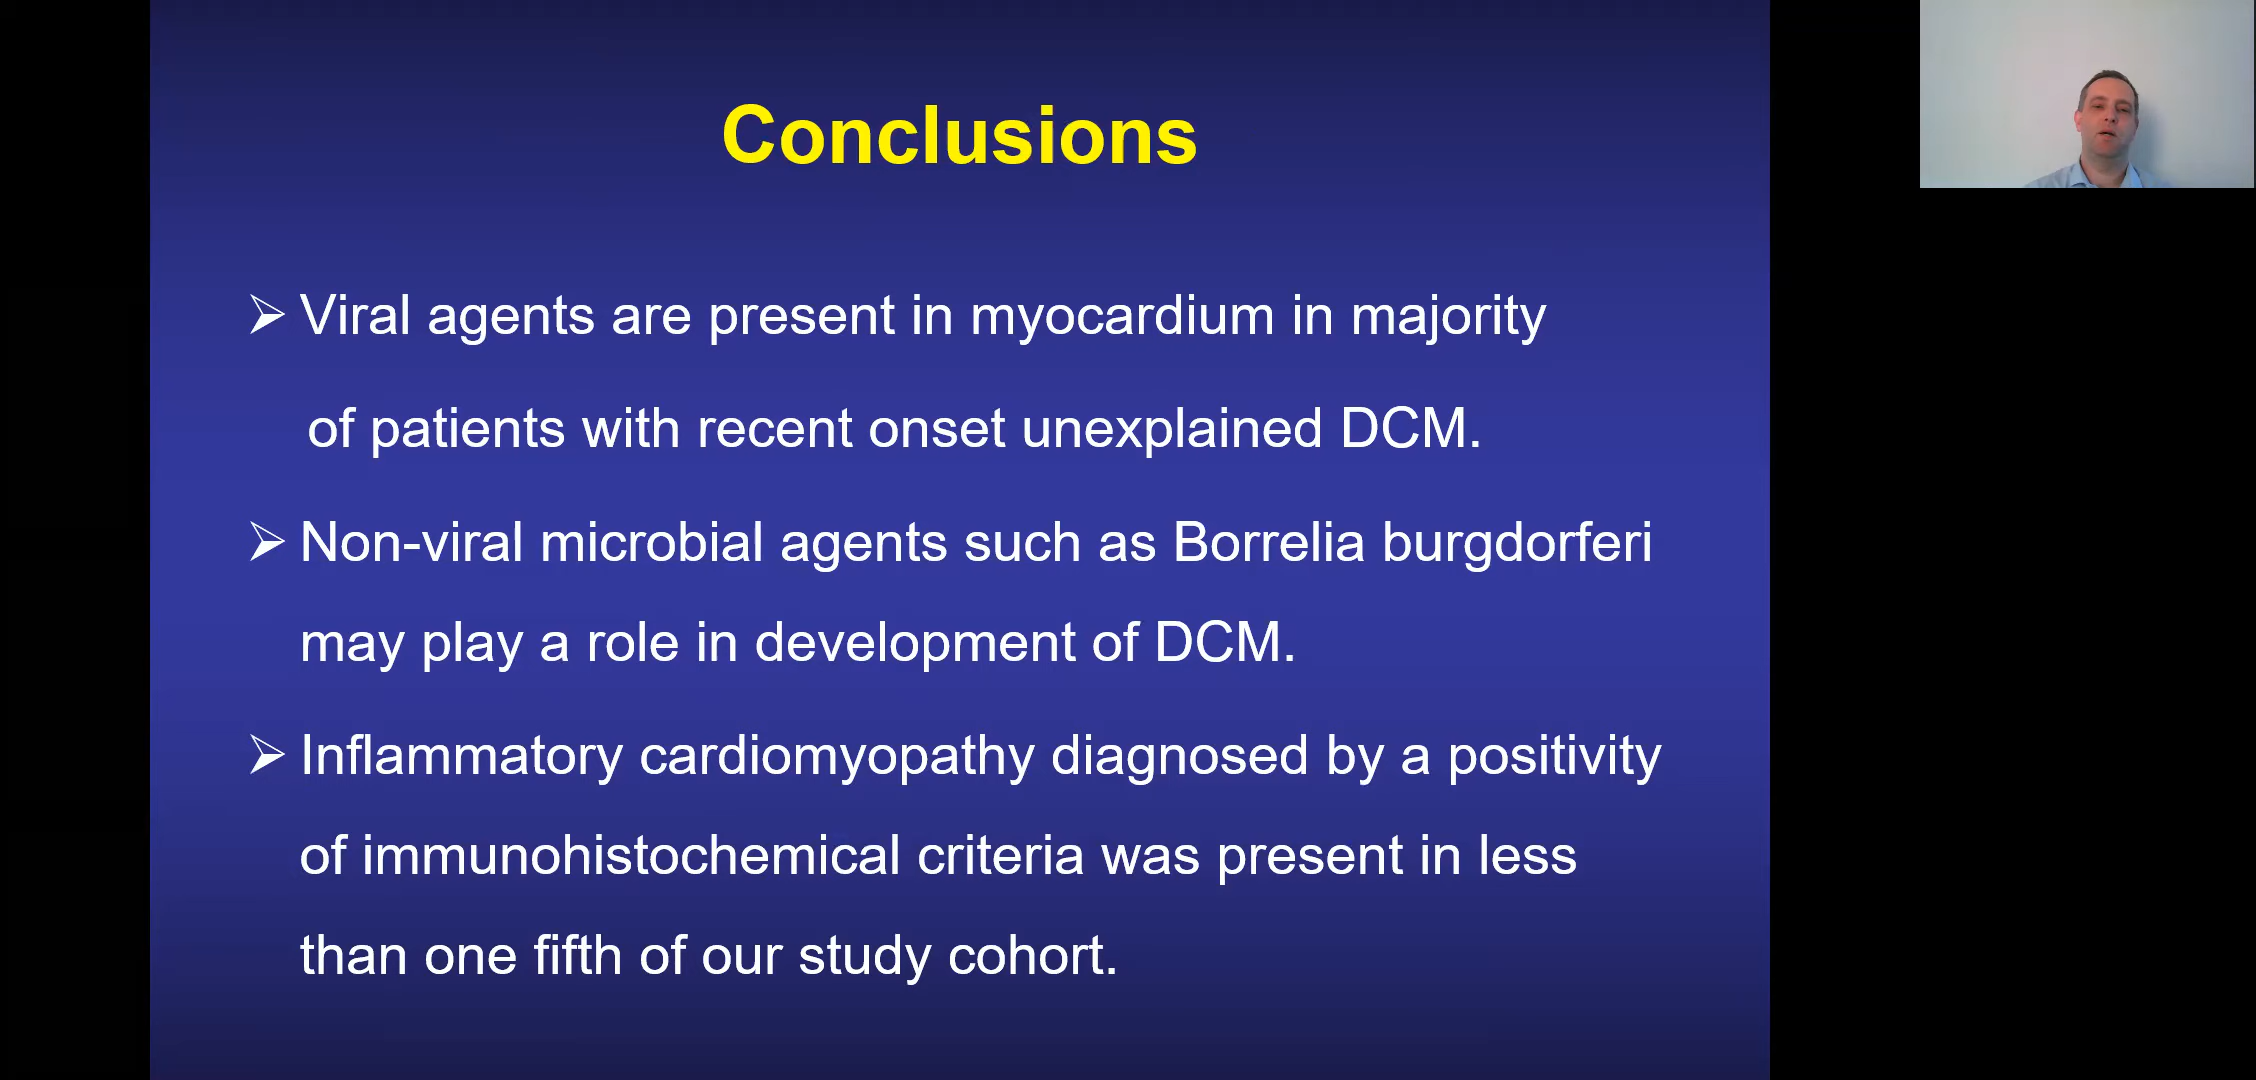 Conclusions
Viral agents are present in myocardium in majority
of patients with recent onset unexplained DCM.
Non-viral microbial agents such as Borrelia burgdorferi
may play a role in development of DCM.
Inflammatory cardiomyopathy diagnosed by a positivity
of immunohistochemical criteria was present in less
than one fifth of our study cohort.